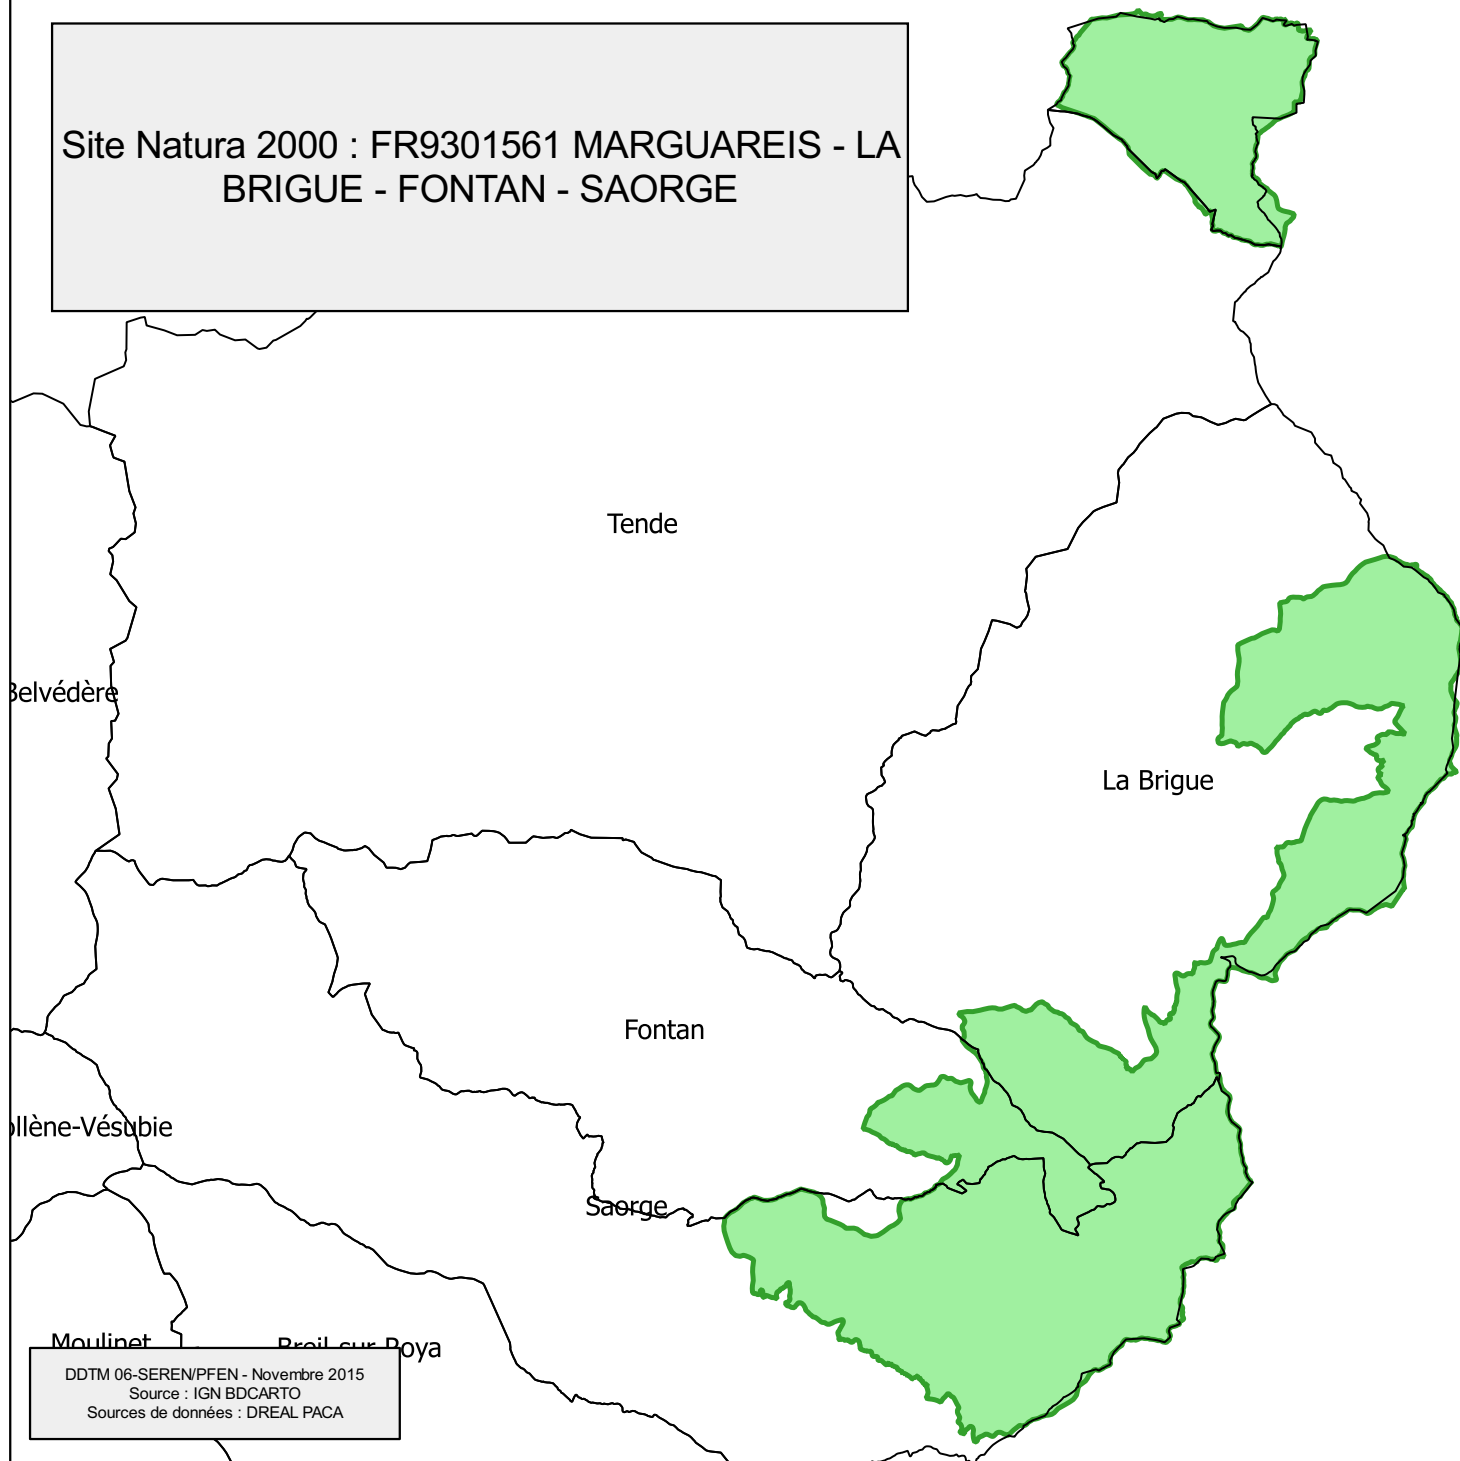 Site Natura 2000 : FR9301561 MARGUAREIS - LA
BRIGUE - FONTAN - SAORGE
Tende
Belvédère
La Brigue
Fontan
ollène-Vésubie
Saorge
Moulinet
Breil-sur-Roya
DDTM 06-SEREN/PFEN - Novembre 2015
Source : IGN BDCARTO
Sources de données : DREAL PACA